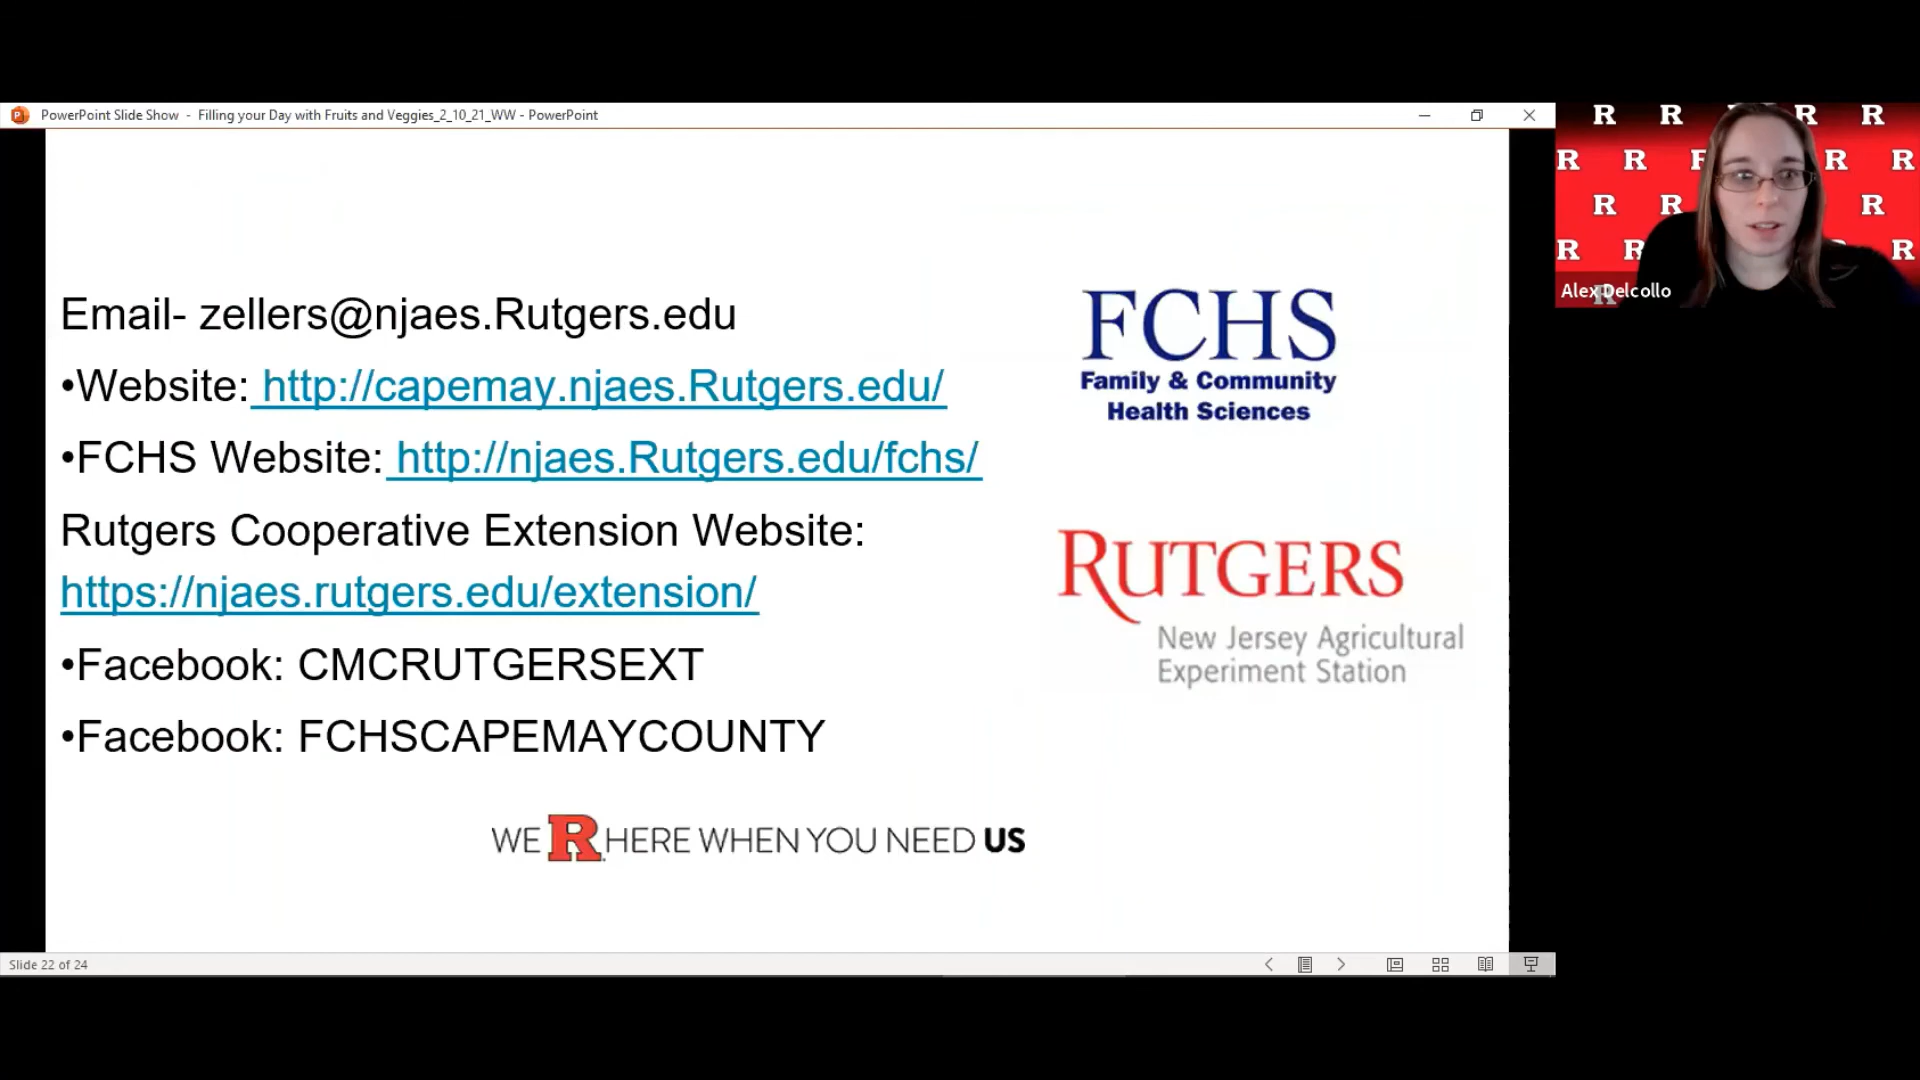 PowerPoint Slide Show - Filling your Day with Fruits and Veggies_2_10_21_WW - PowerPoint
Email- zellers@njaes.Rutgers.edu
•Website: http://capemay.njaes.Rutgers.edu/
•FCHS Website: http://njaes.Rutgers.edu/fchs/
Rutgers Cooperative Extension Website:
https://njaes.rutgers.edu/extension/
•Facebook: CMCRUTGERSEXT
•Facebook: FCHSCAPEMAYCOUNTY
FCHS
Family & Community
Health Sciences
RUTGERS
New Jersey Agricultural
Experiment Station
WE R HERE WHEN YOU NEED US
Slide 22 of 24
R R R R
R R R R R
R R R
R R R
Alex Delcollo